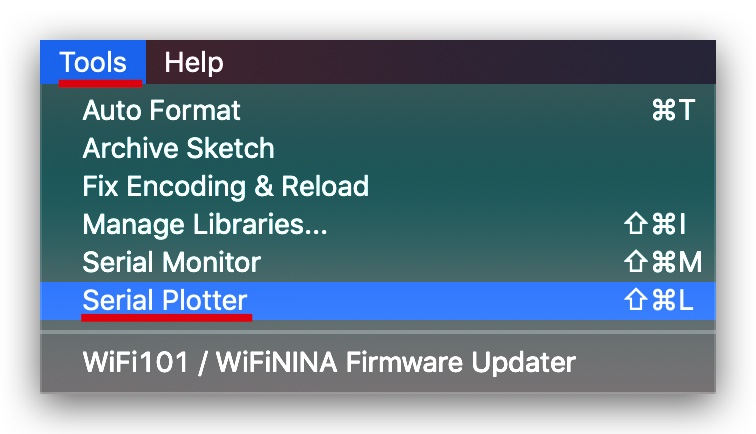 Tools Help
Auto Format ⌘T
Archive Sketch
Fix Encoding & Reload
Manage Libraries... ⇧⌘I
Serial Monitor ⇧⌘M
Serial Plotter ⇧⌘L
WiFi101 / WiFiNINA Firmware Updater